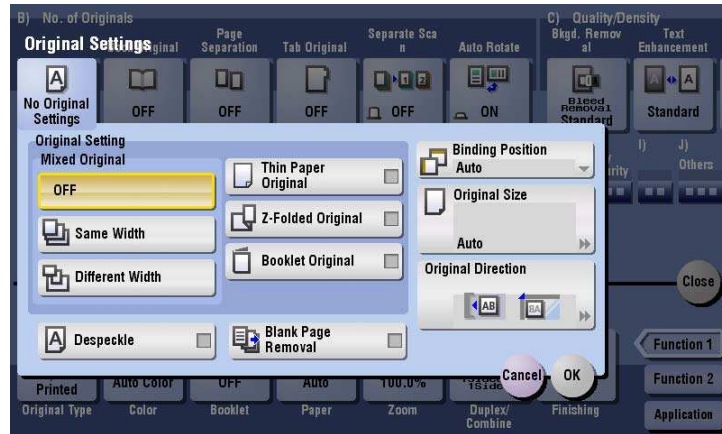 B) No. of Originals
C) Quality/Density
Original Settings
Original
Page
Separation
Tab Original
Separate Sca
n
Auto Rotate
Bkgd. Remov
al
Text
Enhancement
No Original
Settings
OFF
OFF
OFF
OFF
ON
Bleed
Removal
Standard
Standard
Original Setting
Mixed Original
OFF
Same Width
Different Width
Thin Paper
Original
Z-Folded Original
Booklet Original
Despeckle
Blank Page
Removal
Binding Position
Auto
Original Size
Auto
Original Direction
AB
BA
Cancel
OK
I)
J)
Others
Close
Function 1
Function 2
Application
Printed
Auto Color
OFF
Auto
100.0%
Original Type
Color
Booklet
Paper
Zoom
Duplex/
Combine
Finishing